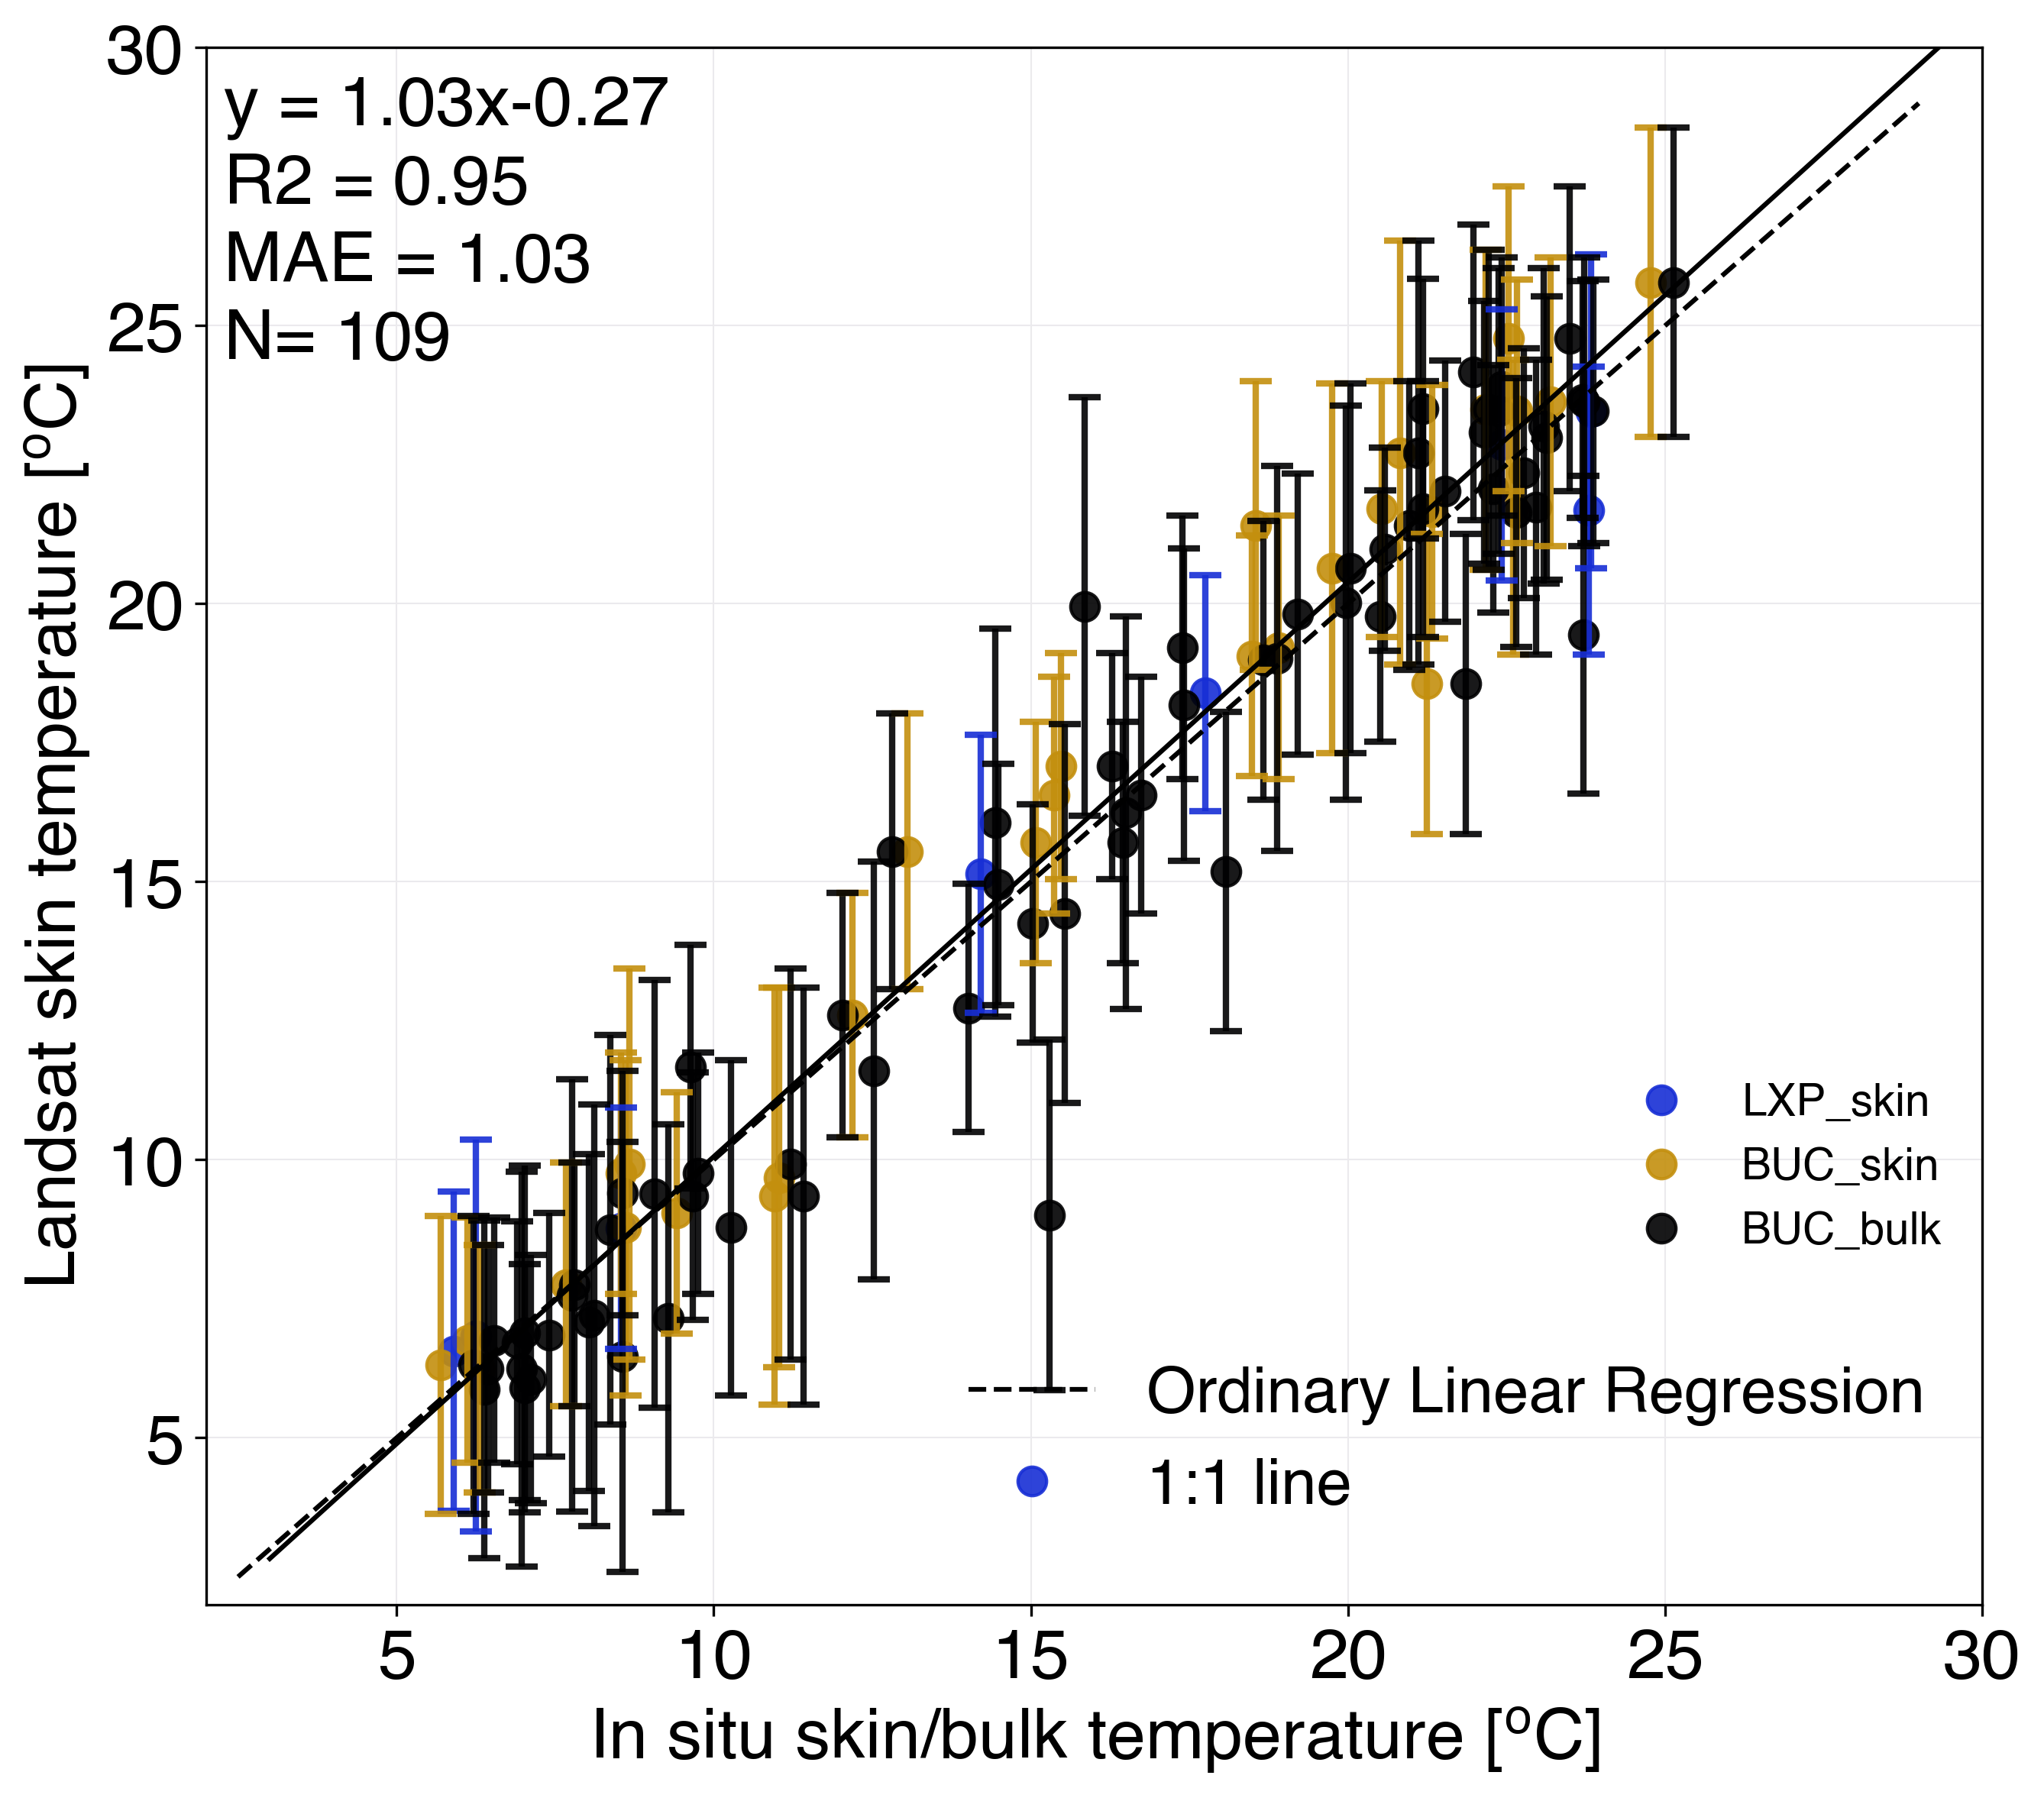 y = 1.03x-0.27
R2 = 0.95
MAE = 1.03
N= 109
30
25
20
15
10
5
Landsat skin temperature [°C]
LXP_skin
BUC_skin
BUC_bulk
Ordinary Linear Regression
1:1 line
5 10 15 20 25 30
In situ skin/bulk temperature [°C]